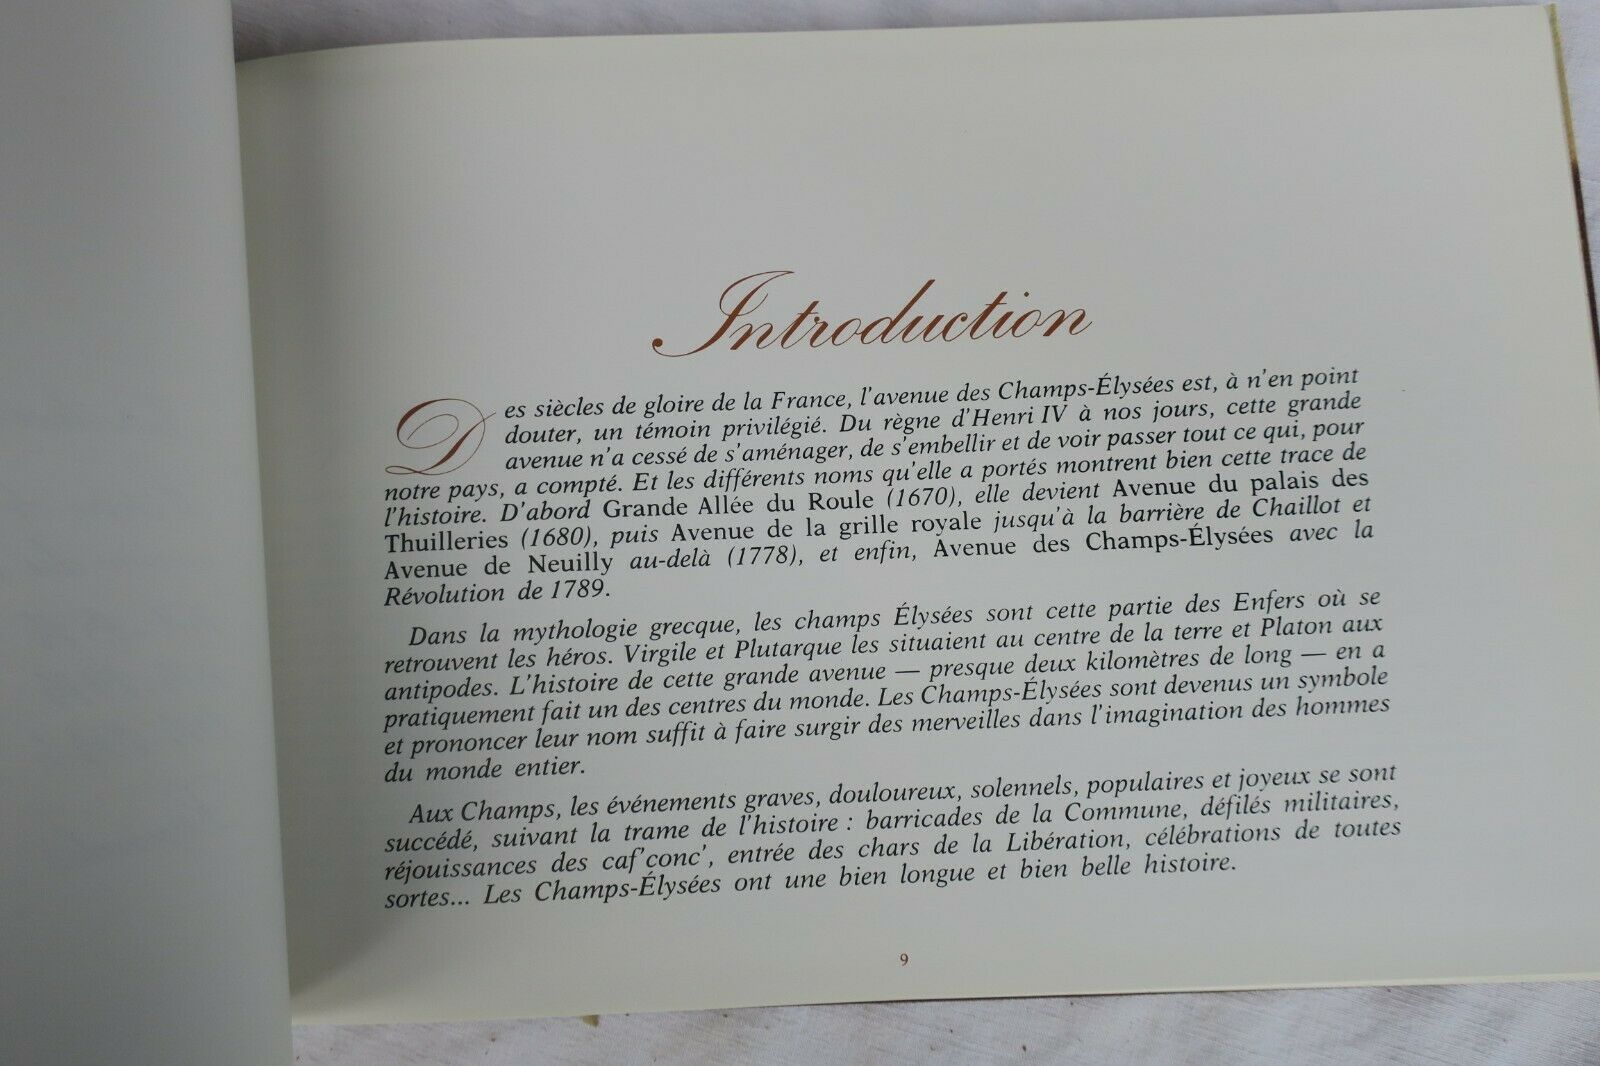 Introduction
Des siècles de gloire de la France, l'avenue des Champs-Élysées est, à n'en point
douter, un témoin privilégié. Du règne d'Henri IV à nos jours, cette grande
avenue n'a cessé de s'aménager, de s'embellir et de voir passer tout ce qui, pour
notre pays, a compté. Et les différents noms qu'elle a portés montrent bien cette trace de
l'histoire. D'abord Grande Allée du Roule (1670), elle devient Avenue du palais des
Thuilleries (1680), puis Avenue de la grille royale jusqu'à la barrière de Chaillot et
Avenue de Neuilly au-delà (1778), et enfin, Avenue des Champs-Élysées avec la
Révolution de 1789.
Dans la mythologie grecque, les champs Élysées sont cette partie des Enfers où se
retrouvent les héros. Virgile et Plutarque les situaient au centre de la terre et Platon aux
antipodes. L'histoire de cette grande avenue — presque deux kilomètres de long — en a
pratiquement fait un des centres du monde. Les Champs-Élysées sont devenus un symbole
et prononcer leur nom suffit à faire surgir des merveilles dans l'imagination des hommes
du monde entier.
Aux Champs, les événements graves, douloureux, solennels, populaires et joyeux se sont
succédé, suivant la trame de l'histoire : barricades de la Commune, défilés militaires,
réjouissances des caf'conc', entrée des chars de la Libération, célébrations de toutes
sortes... Les Champs-Élysées ont une bien longue et bien belle histoire.
9